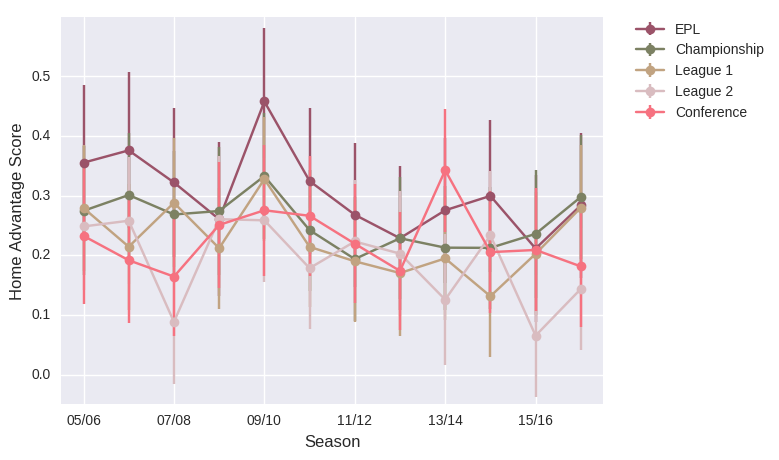 EPL
Championship
League 1
League 2
Conference
Home Advantage Score
0.5
0.4
0.3
0.2
0.1
0.0
05/06 07/08 09/10 11/12 13/14 15/16
Season